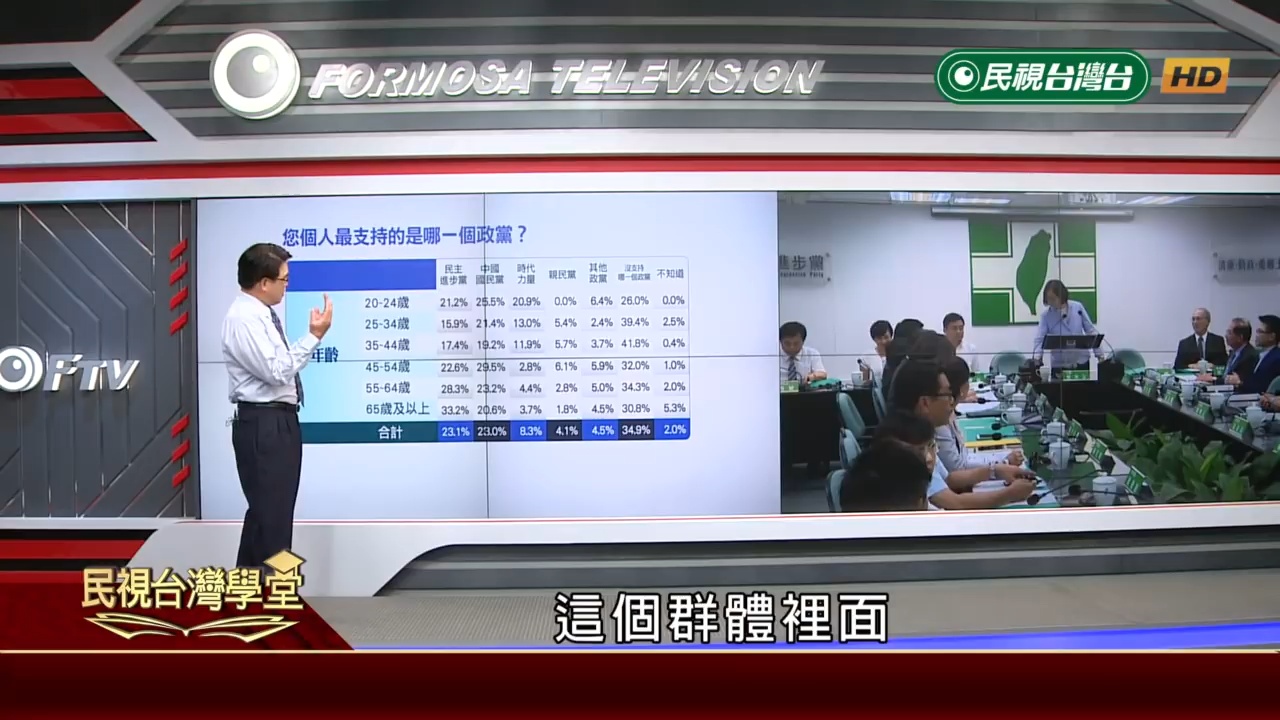 FORMOSA TELEVISION
民視台灣台 HD
您個人最支持的是哪一個政黨？
民主進步黨 中國國民黨 時代力量 親民黨 其他政黨 沒支持哪一個政黨 不知道
20-24歲 21.2% 25.5% 20.9% 0.0% 6.4% 26.0% 0.0%
25-34歲 15.9% 21.4% 13.0% 5.4% 2.4% 39.4% 2.5%
35-44歲 17.4% 19.2% 11.9% 5.7% 3.7% 41.8% 0.4%
年齡
45-54歲 22.6% 29.5% 2.8% 6.1% 5.9% 32.0% 1.0%
55-64歲 28.3% 23.2% 4.4% 2.8% 5.0% 34.3% 2.0%
65歲及以上 33.2% 20.6% 3.7% 1.8% 4.5% 30.8% 5.3%
合計 23.1% 23.0% 8.3% 4.1% 4.5% 34.9% 2.0%
進步黨
FTV
民視台灣學堂
這個群體裡面